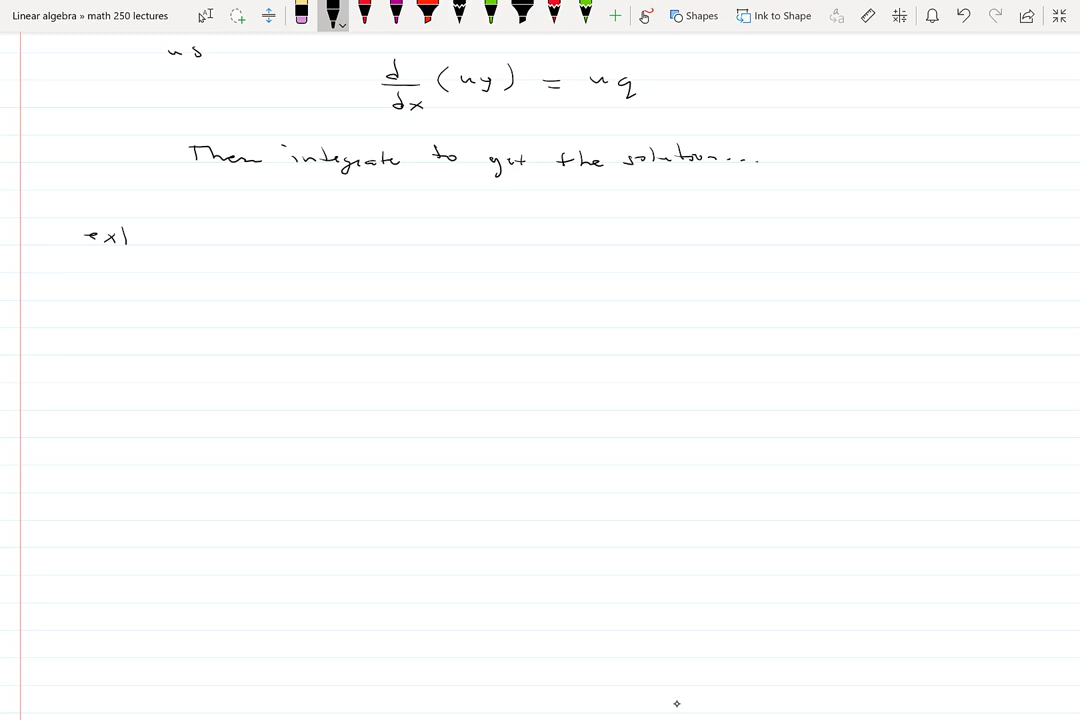 Linear algebra » math 250 lectures
Shapes
Ink to Shape
us
d/dx (uy) = uq
Then integrate to get the solution...
ex)